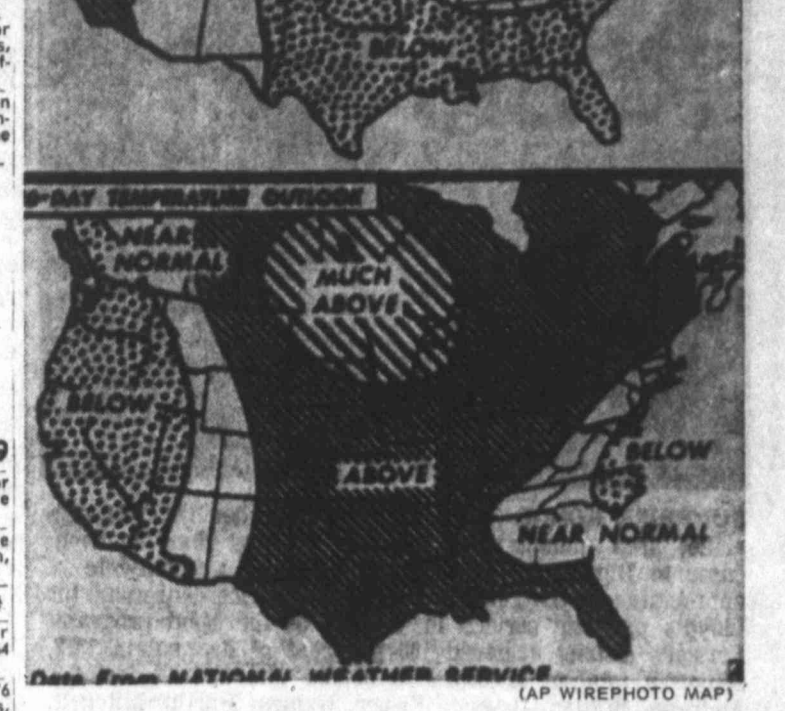 BELOW
-DAY TEMPERATURE OUTLOOK
NEAR
NORMAL
MUCH
ABOVE
BELOW
ABOVE
BELOW
NEAR NORMAL
Data From NATIONAL WEATHER SERVICE
(AP WIREPHOTO MAP)